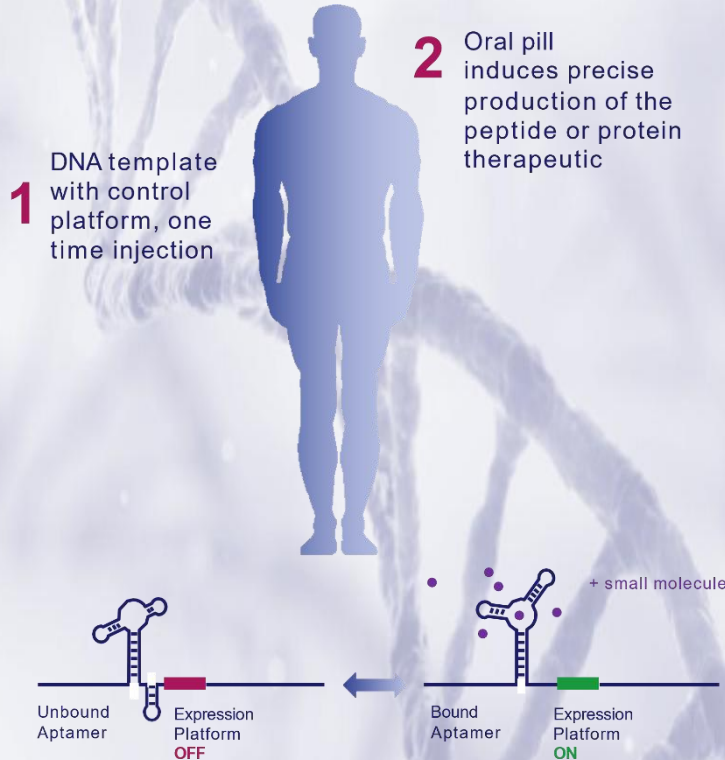 1
DNA template
with control
platform, one
time injection
2
Oral pill
induces precise
production of the
peptide or protein
therapeutic
+ small molecule
Unbound
Aptamer
Expression
Platform
OFF
Bound
Aptamer
Expression
Platform
ON